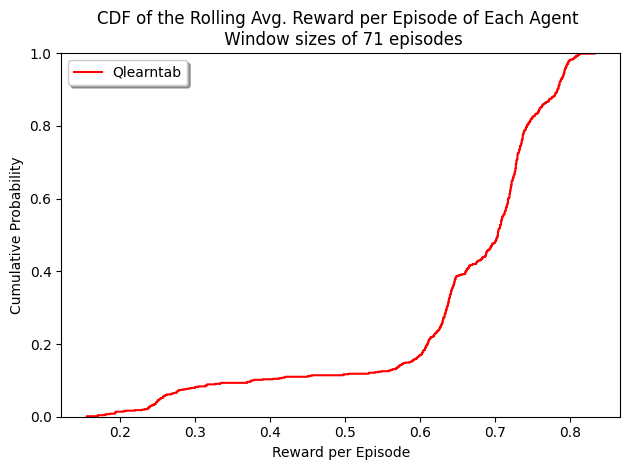 CDF of the Rolling Avg. Reward per Episode of Each Agent
Window sizes of 71 episodes
Qlearntab
1.0
0.8
0.6
0.4
0.2
0.0
Cumulative Probability
0.2 0.3 0.4 0.5 0.6 0.7 0.8
Reward per Episode